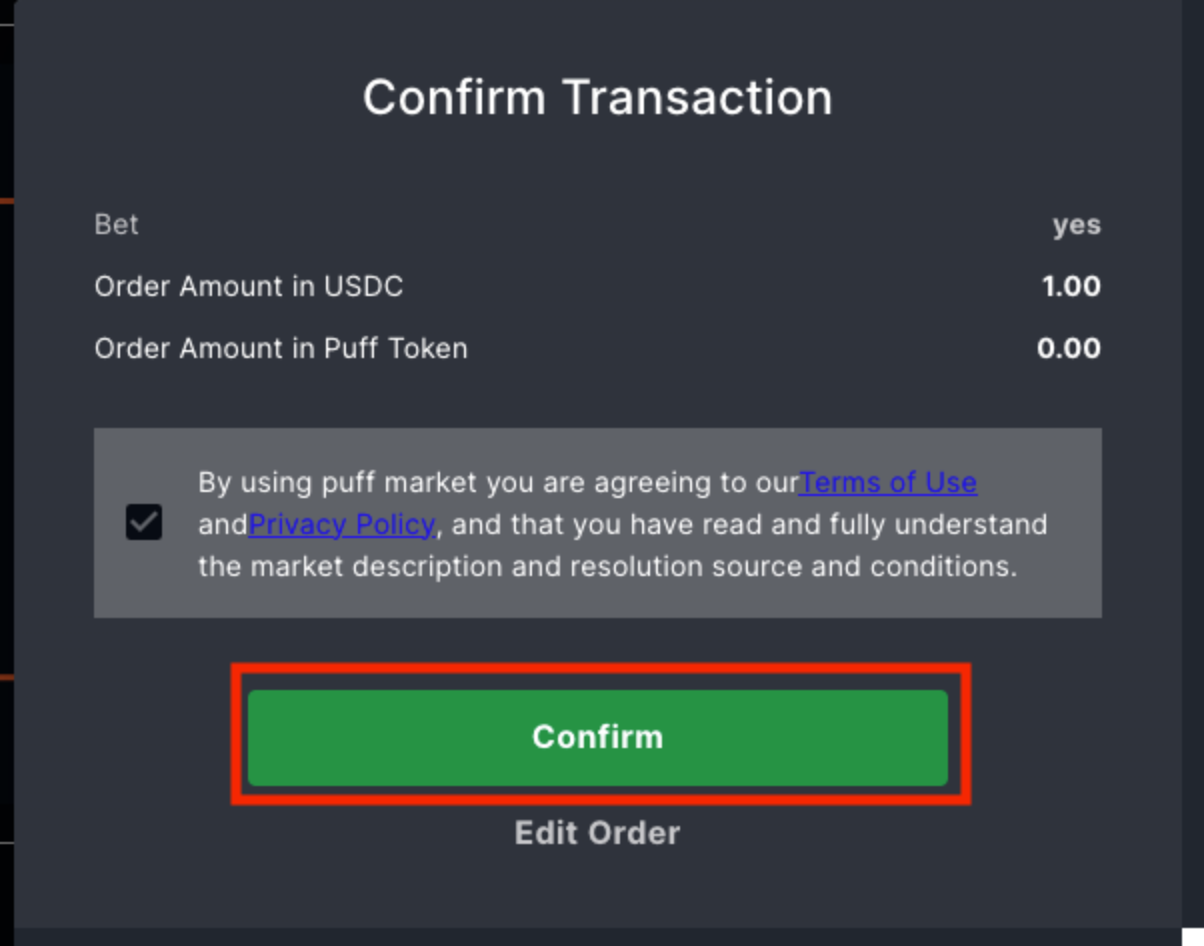 Confirm Transaction
Bet yes
Order Amount in USDC 1.00
Order Amount in Puff Token 0.00
By using puff market you are agreeing to ourTerms of Use
andPrivacy Policy, and that you have read and fully understand
the market description and resolution source and conditions.
Confirm
Edit Order